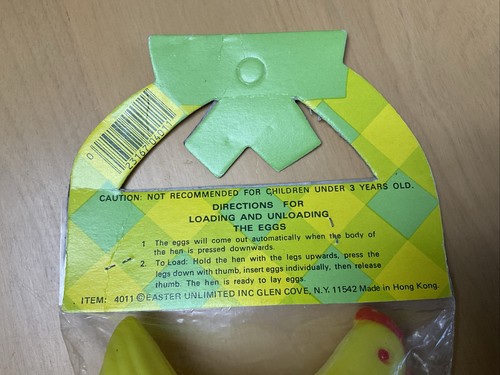 0 23167 04011
CAUTION: NOT RECOMMENDED FOR CHILDREN UNDER 3 YEARS OLD.
DIRECTIONS FOR
LOADING AND UNLOADING
THE EGGS
1 The eggs will come out automatically when the body of
the hen is pressed downwards.
2. To Load: Hold the hen with the legs upwards, press the
legs down with thumb, insert eggs individually, then release
thumb. The hen is ready to lay eggs.
ITEM: 4011 ©EASTER UNLIMITED INC GLEN COVE, N.Y. 11542 Made in Hong Kong.